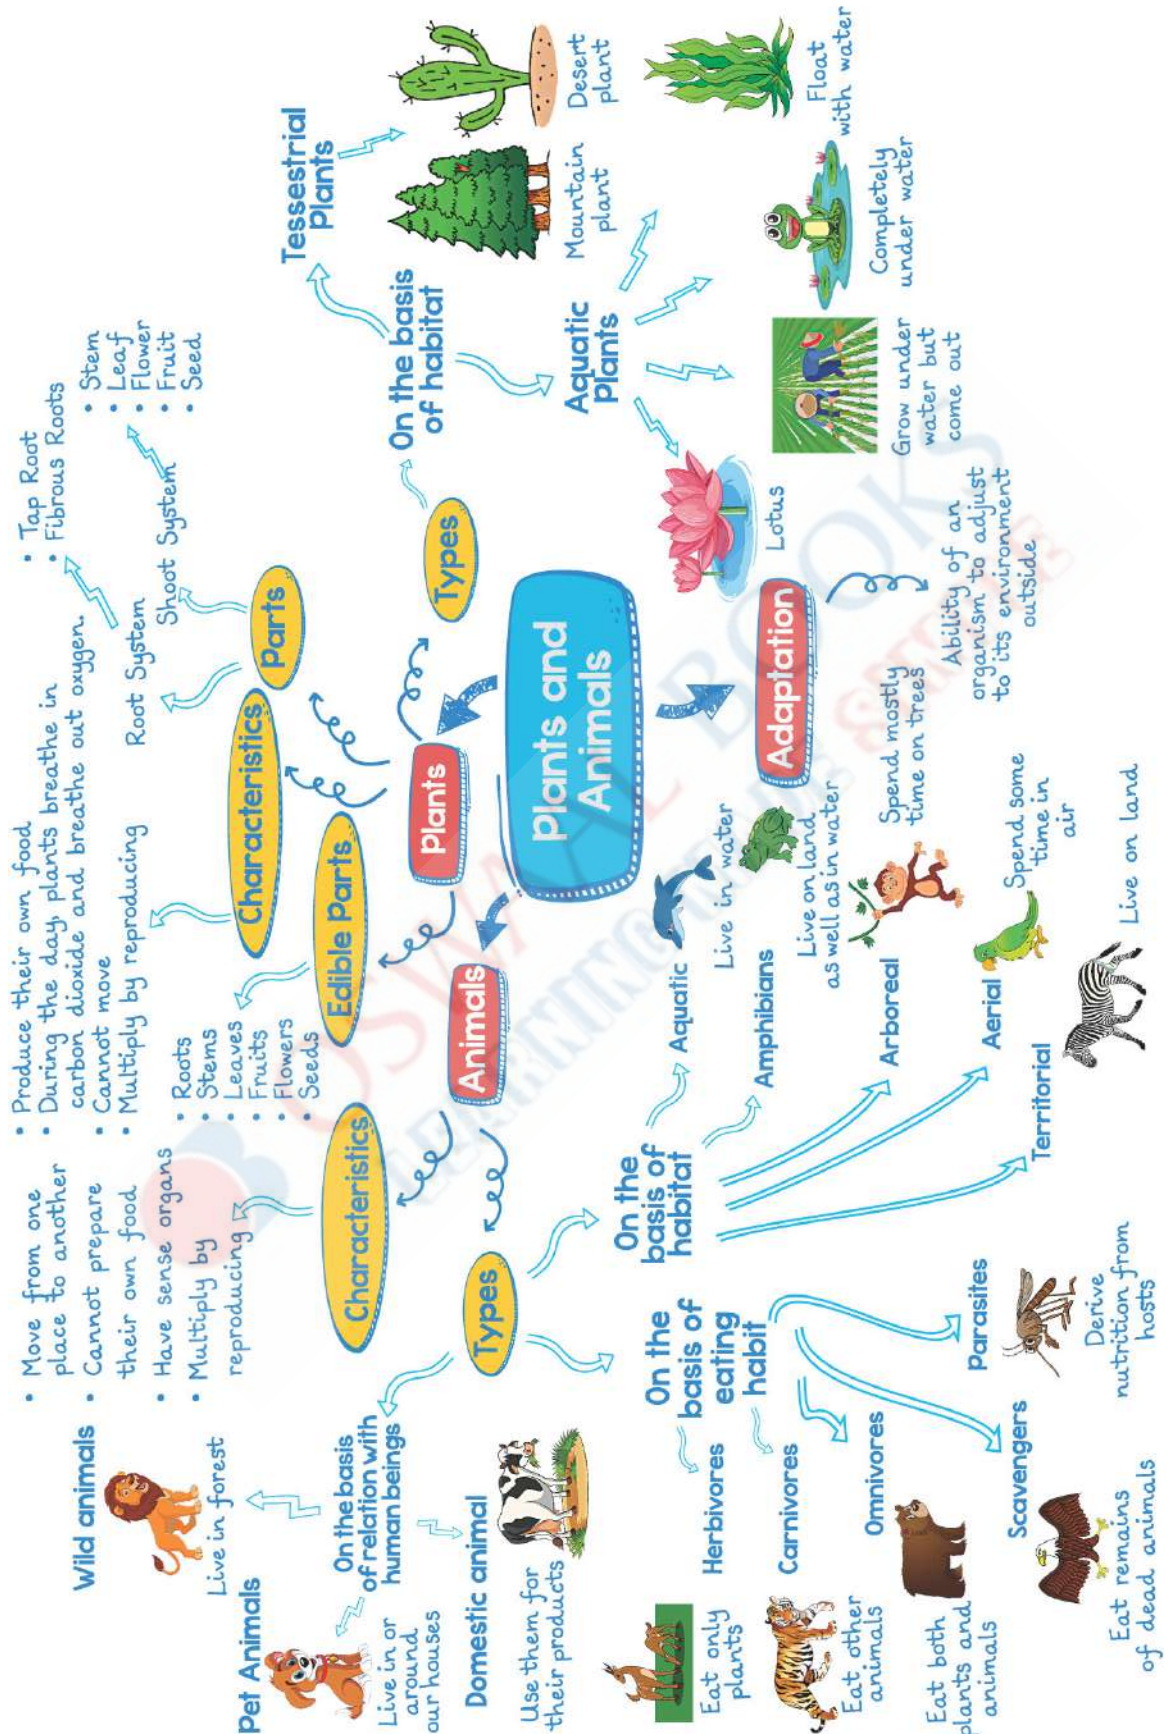 Plants and
Animals
Plants
Parts
Root System
• Tap Root
• Fibrous Roots
Shoot System
• Stem
• Leaf
• Flower
• Fruit
• Seed
Characteristics
• Produce their own food
• During the day, plants breathe in
carbon dioxide and breathe out oxygen.
• Cannot move
• Multiply by reproducing
Edible Parts
• Roots
• Stems
• Leaves
• Fruits
• Flowers
• Seeds
Types
On the basis
of habitat
Tessestrial
Plants
Mountain
plant
Desert
plant
Aquatic
Plants
Lotus
Grow under
water but
come out
Completely
under water
Float
with water
Adaptation
Ability of an
organism to adjust
to its environment
outside
Animals
Characteristics
• Move from one
place to another
• Cannot prepare
their own food
• Have sense organs
• Multiply by
reproducing
Types
On the basis
of relation with
human beings
Wild animals
Live in forest
Pet Animals
Live in or
around
our houses
Domestic animal
Use them for
their products
On the
basis of
eating
habit
Herbivores
Eat only
plants
Carnivores
Eat other
animals
Omnivores
Eat both
plants and
animals
Scavengers
Eat remains
of dead animals
Parasites
Derive
nutrition from
hosts
On the
basis of
habitat
Aquatic
Live in water
Amphibians
Live on land
as well as in water
Arboreal
Spend mostly
time on trees
Aerial
Spend some
time in
air
Territorial
Live on land
OSWAAL BOOKS
LEARNING MADE SIMPLE